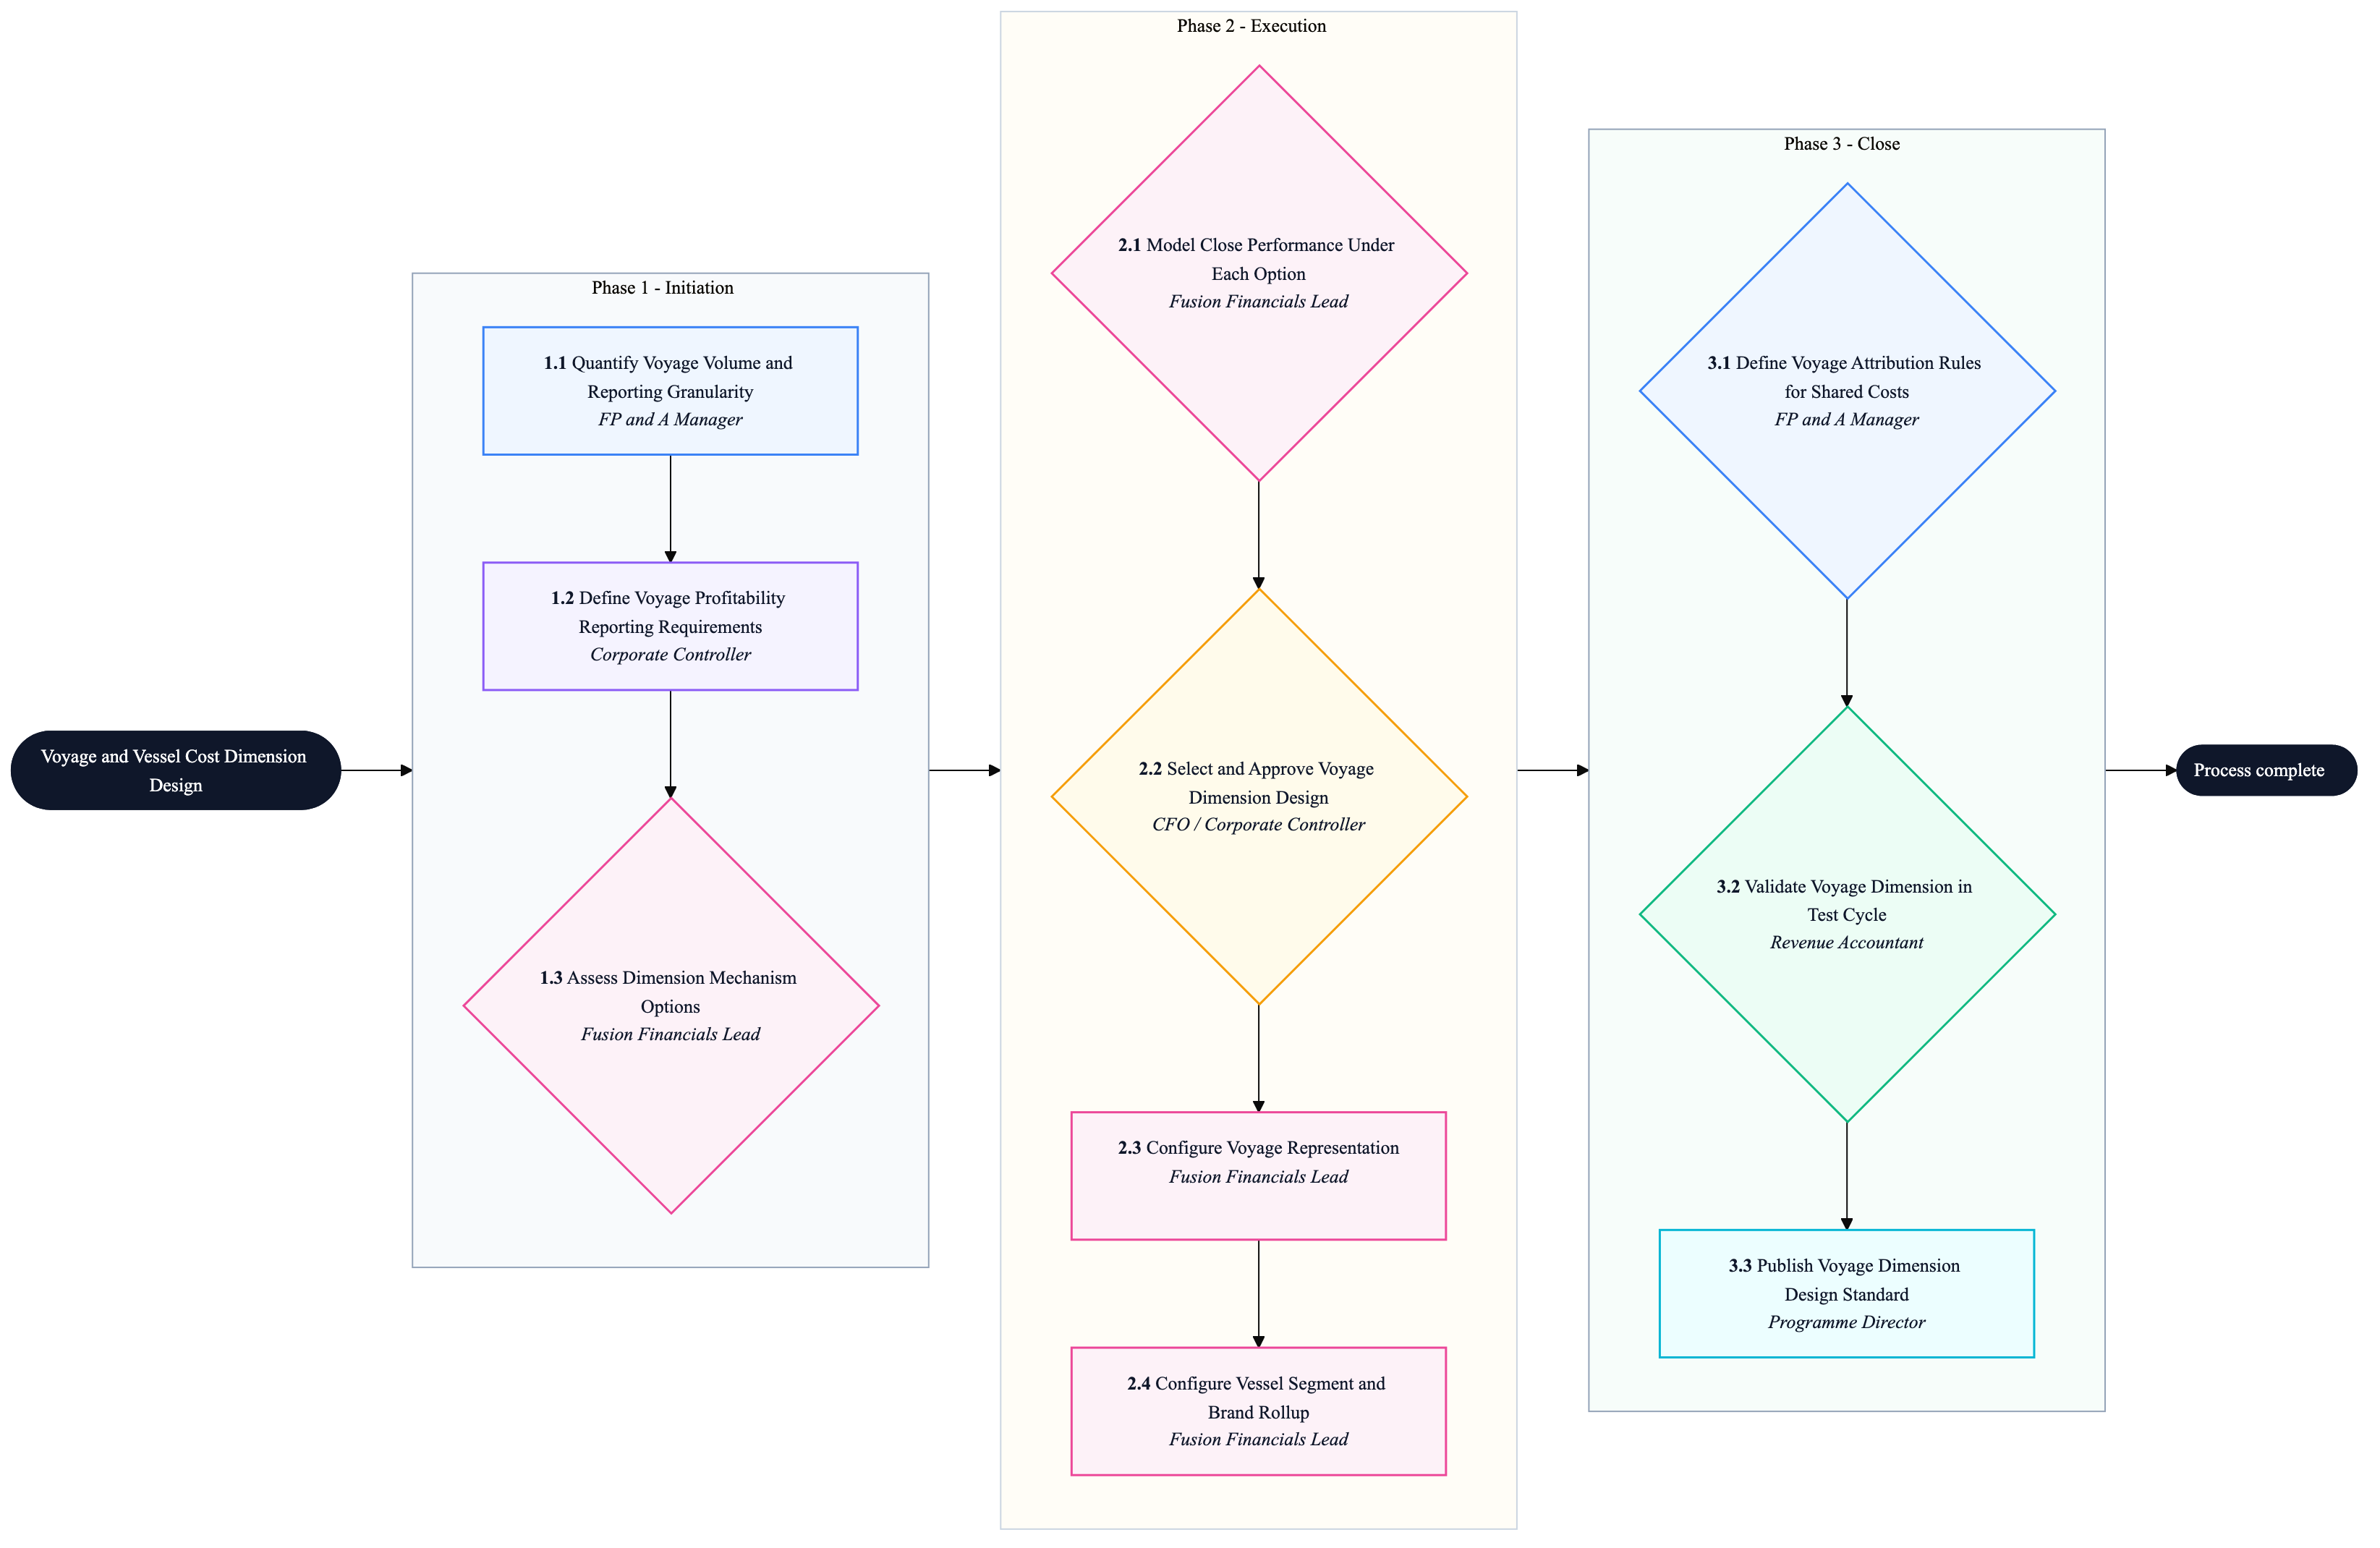 Voyage and Vessel Cost Dimension
Design
Phase 1 - Initiation
1.1 Quantify Voyage Volume and
Reporting Granularity
FP and A Manager
1.2 Define Voyage Profitability
Reporting Requirements
Corporate Controller
1.3 Assess Dimension Mechanism
Options
Fusion Financials Lead
Phase 2 - Execution
2.1 Model Close Performance Under
Each Option
Fusion Financials Lead
2.2 Select and Approve Voyage
Dimension Design
CFO / Corporate Controller
2.3 Configure Voyage Representation
Fusion Financials Lead
2.4 Configure Vessel Segment and
Brand Rollup
Fusion Financials Lead
Phase 3 - Close
3.1 Define Voyage Attribution Rules
for Shared Costs
FP and A Manager
3.2 Validate Voyage Dimension in
Test Cycle
Revenue Accountant
3.3 Publish Voyage Dimension
Design Standard
Programme Director
Process complete